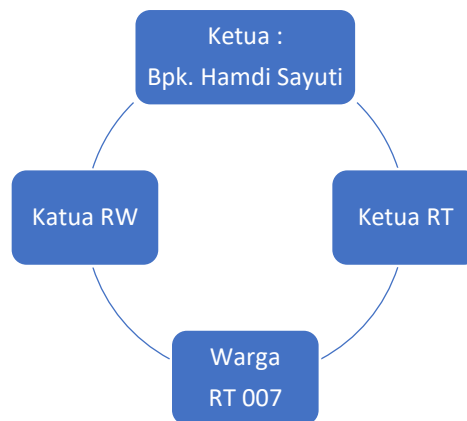 Ketua :
Bpk. Hamdi Sayuti
Katua RW
Ketua RT
Warga
RT 007